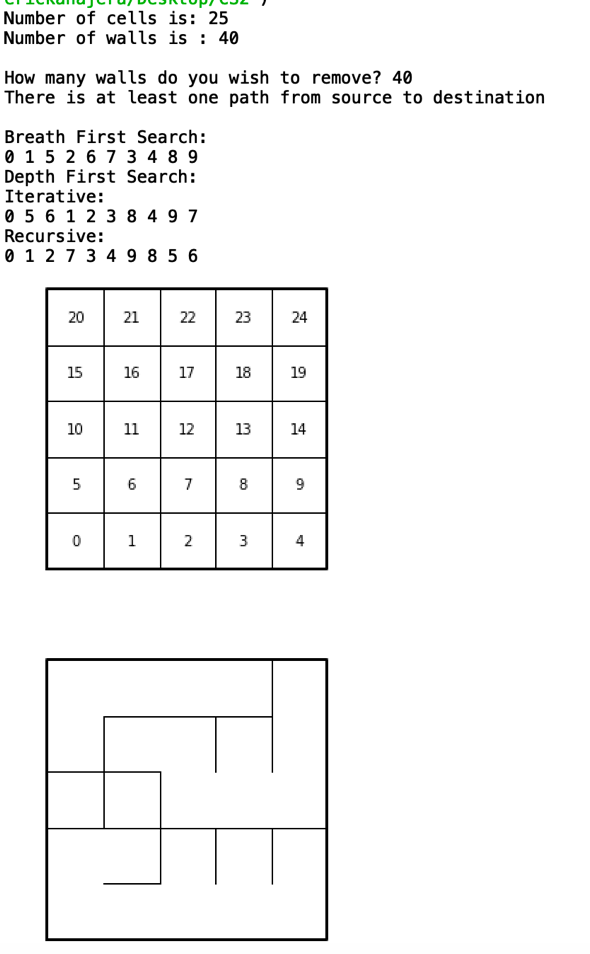 Number of cells is: 25
Number of walls is : 40
How many walls do you wish to remove? 40
There is at least one path from source to destination
Breath First Search:
0 1 5 2 6 7 3 4 8 9
Depth First Search:
Iterative:
0 5 6 1 2 3 8 4 9 7
Recursive:
0 1 2 7 3 4 9 8 5 6
20 21 22 23 24
15 16 17 18 19
10 11 12 13 14
5 6 7 8 9
0 1 2 3 4